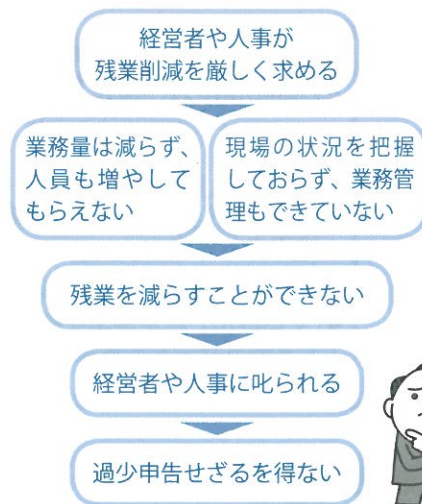 経営者や人事が
残業削減を厳しく求める
業務量は減らず、
人員も増やして
もらえない
現場の状況を把握
しておらず、業務管
理もできていない
残業を減らすことができない
経営者や人事に叱られる
過少申告せざるを得ない